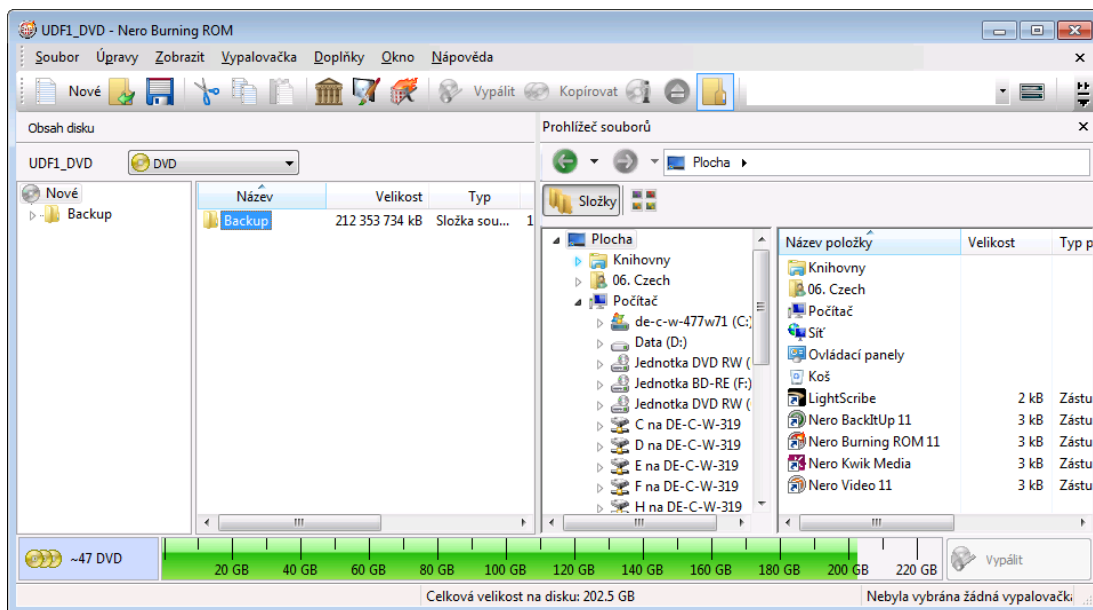 UDF1_DVD - Nero Burning ROM
Soubor Úpravy Zobrazit Vypalovačka Doplňky Okno Nápověda
Nové Vypálit Kopírovat
Obsah disku
UDF1_DVD DVD
Nové
Backup
Název Velikost Typ
Backup 212 353 734 kB Složka sou... 1
Prohlížeč souborů
Plocha
Složky
Plocha
Knihovny
06. Czech
Počítač
de-c-w-477w71 (C:)
Data (D:)
Jednotka DVD RW (
Jednotka BD-RE (F:)
Jednotka DVD RW (
C na DE-C-W-319
D na DE-C-W-319
E na DE-C-W-319
F na DE-C-W-319
H na DE-C-W-319
Název položky Velikost Typ p
Knihovny
06. Czech
Počítač
Síť
Ovládací panely
Koš
LightScribe 2 kB Zástu
Nero BackItUp 11 3 kB Zástu
Nero Burning ROM 11 3 kB Zástu
Nero Kwik Media 3 kB Zástu
Nero Video 11 3 kB Zástu
~47 DVD
20 GB 40 GB 60 GB 80 GB 100 GB 120 GB 140 GB 160 GB 180 GB 200 GB 220 GB
Vypálit
Celková velikost na disku: 202.5 GB Nebyla vybrána žádná vypalovačka